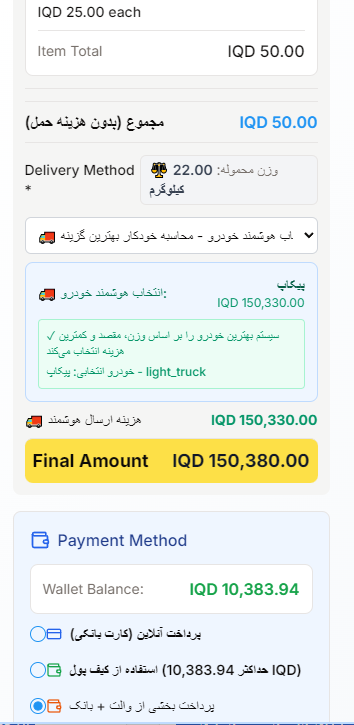 IQD 25.00 each
Item Total IQD 50.00
مجموع (بدون هزینه حمل) IQD 50.00
Delivery Method *
وزن محموله: 22.00 کیلوگرم
اب هوشمند خودرو - محاسبه خودکار بهترین گزینه
انتخاب هوشمند خودرو:
پیکاپ
IQD 150,330.00
✓ سیستم بهترین خودرو را بر اساس وزن، مقصد و کمترین
هزینه انتخاب می‌کند
خودرو انتخابی: پیکاپ - light_truck
هزینه ارسال هوشمند IQD 150,330.00
Final Amount IQD 150,380.00
Payment Method
Wallet Balance: IQD 10,383.94
پرداخت آنلاین (کارت بانکی)
استفاده از کیف پول (حداکثر 10,383.94 IQD)
پرداخت بخشی از والت + بانک